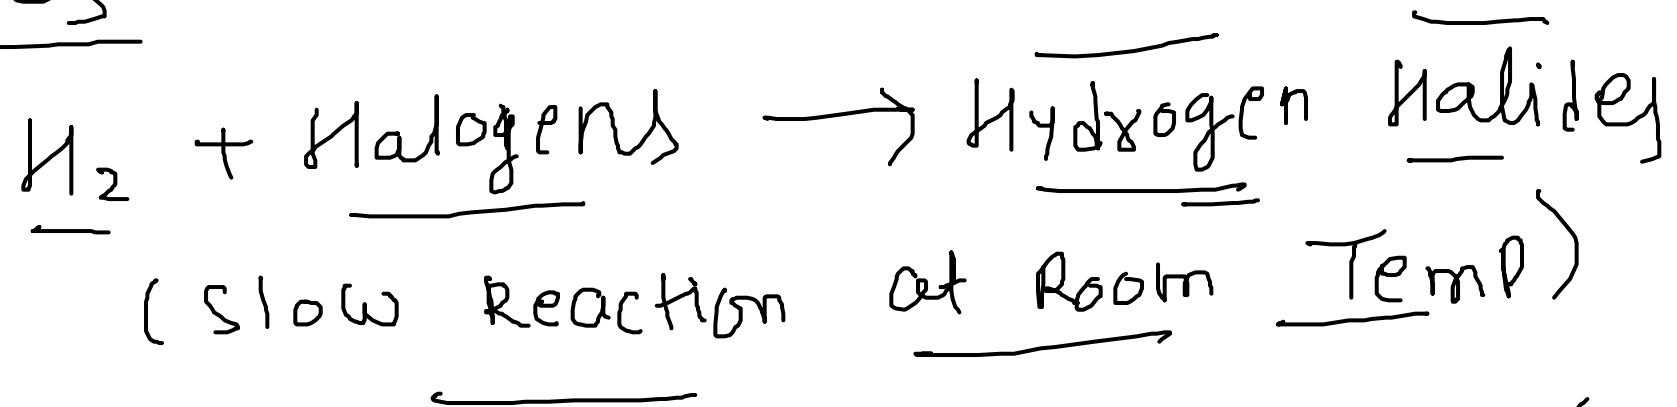 H₂ + Halogens → Hydrogen Halides
(Slow Reaction at Room Temp)